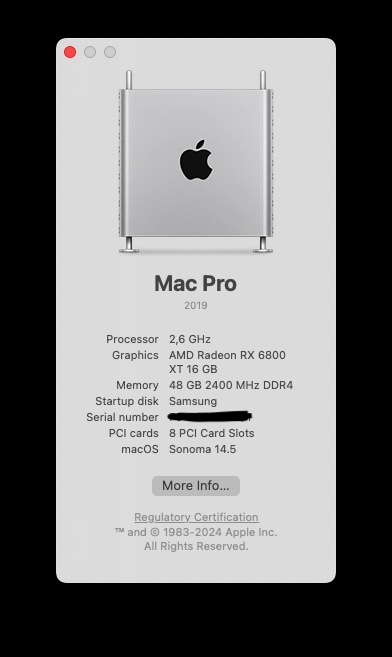 Mac Pro
2019
Processor 2,6 GHz
Graphics AMD Radeon RX 6800
XT 16 GB
Memory 48 GB 2400 MHz DDR4
Startup disk Samsung
Serial number
PCI cards 8 PCI Card Slots
macOS Sonoma 14.5
More Info...
Regulatory Certification
™ and © 1983-2024 Apple Inc.
All Rights Reserved.